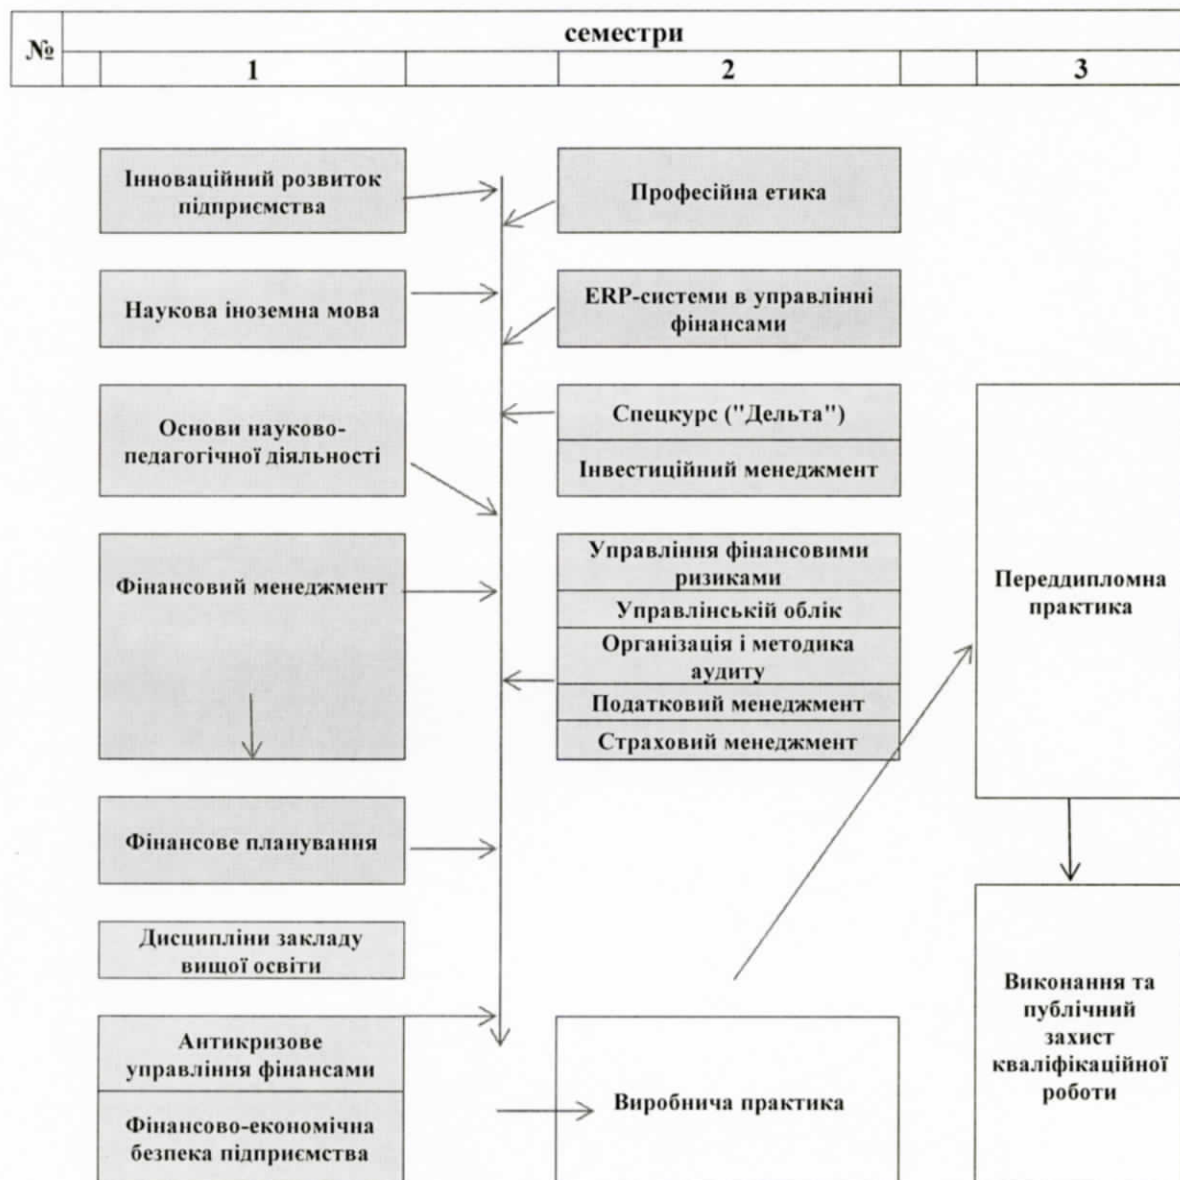 №
семестри
1
2
3
Інноваційний розвиток
підприємства
Професійна етика
Наукова іноземна мова
ERP-системи в управлінні
фінансами
Основи науково-
педагогічної діяльності
Спецкурс ("Дельта")
Інвестиційний менеджмент
Фінансовий менеджмент
Управління фінансовими
ризиками
Управлінській облік
Організація і методика
аудиту
Податковий менеджмент
Страховий менеджмент
Переддипломна
практика
Фінансове планування
Дисципліни закладу
вищої освіти
Антикризове
управління фінансами
Фінансово-економічна
безпека підприємства
Виробнича практика
Виконання та
публічний
захист
кваліфікаційної
роботи